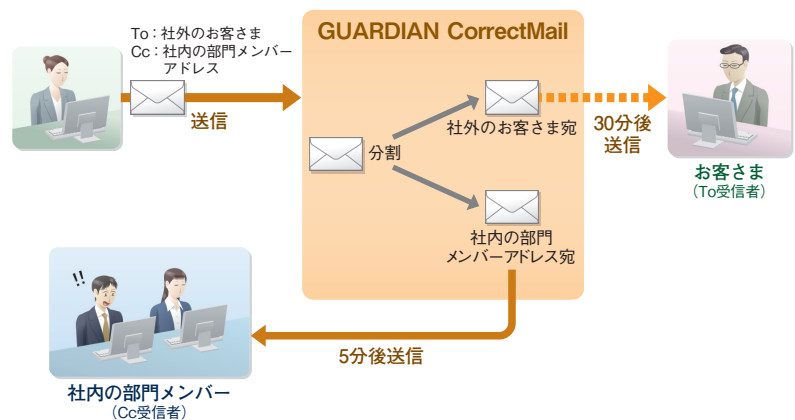 To：社外のお客さま
Cc：社内の部門メンバー
アドレス
送信
GUARDIAN CorrectMail
分割
社外のお客さま宛
社内の部門
メンバーアドレス宛
30分後
送信
お客さま
（To受信者）
5分後送信
!!
社内の部門メンバー
（Cc受信者）